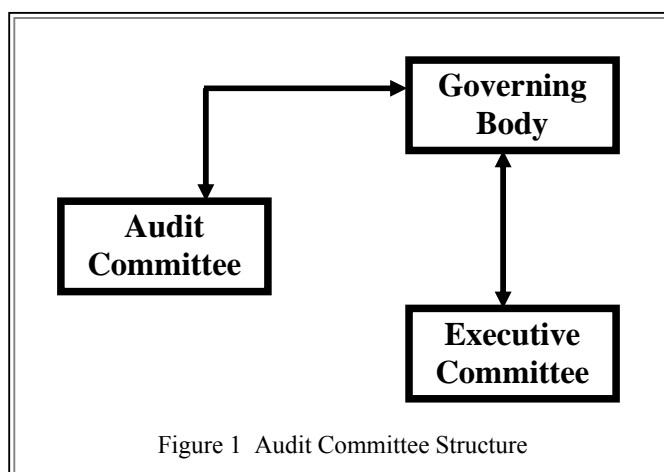 Governing
Body
Audit
Committee
Executive
Committee
Figure 1 Audit Committee Structure